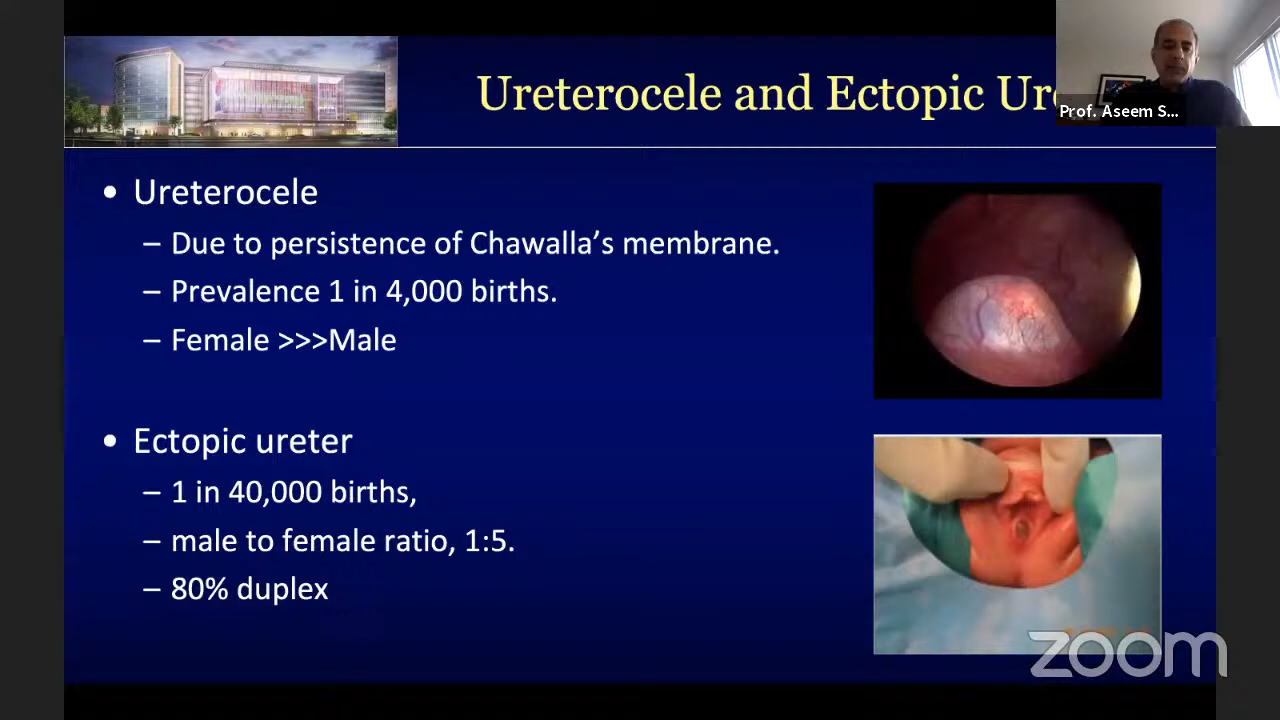 Ureterocele and Ectopic
Prof. Aseem S...
• Ureterocele
– Due to persistence of Chawalla's membrane.
– Prevalence 1 in 4,000 births.
– Female >>>Male
• Ectopic ureter
– 1 in 40,000 births,
– male to female ratio, 1:5.
– 80% duplex
zoom